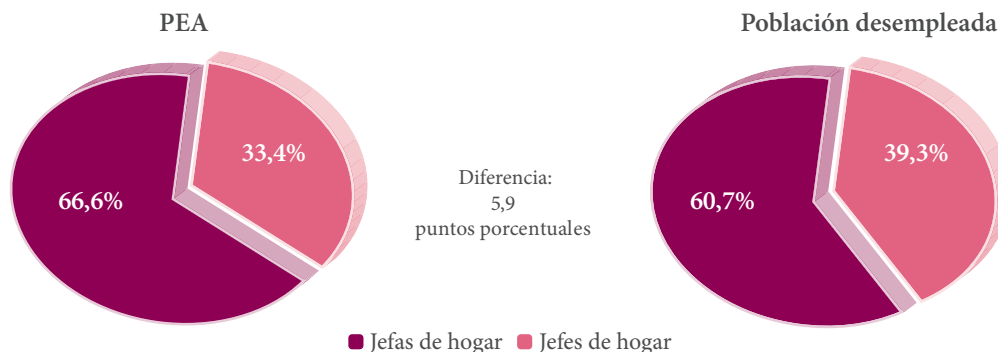 PEA
Población desempleada
33,4%
66,6%
Diferencia:
5,9
puntos porcentuales
39,3%
60,7%
Jefas de hogar
Jefes de hogar